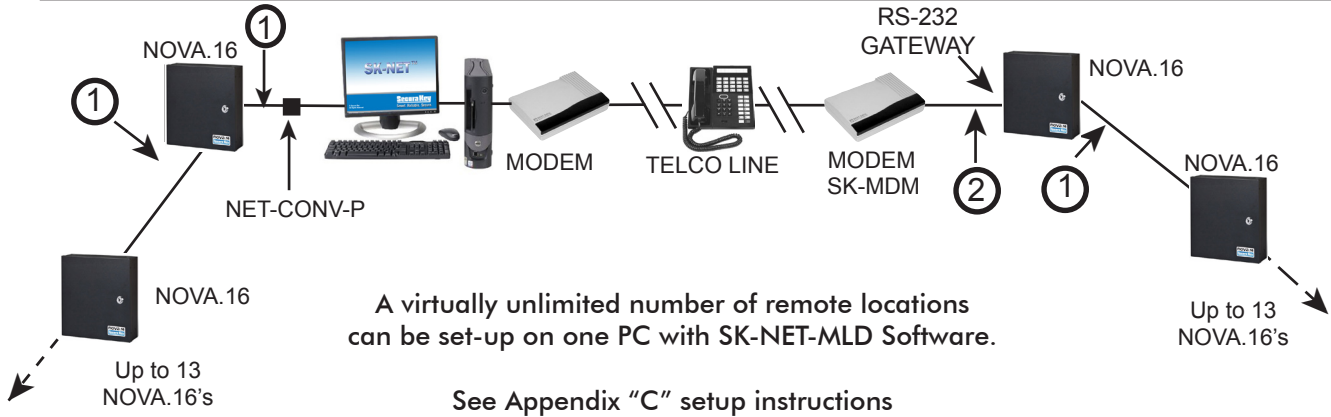 RS-232
GATEWAY
1
NOVA.16
NOVA.16
1
SK-NET
SecuraKey
MODEM
TELCO LINE
MODEM
SK-MDM
2
1
NOVA.16
NET-CONV-P
NOVA.16
A virtually unlimited number of remote locations
can be set-up on one PC with SK-NET-MLD Software.
Up to 13
NOVA.16's
Up to 13
NOVA.16's
See Appendix “C” setup instructions